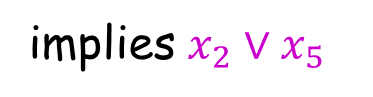 implies x₂ ∨ x₅